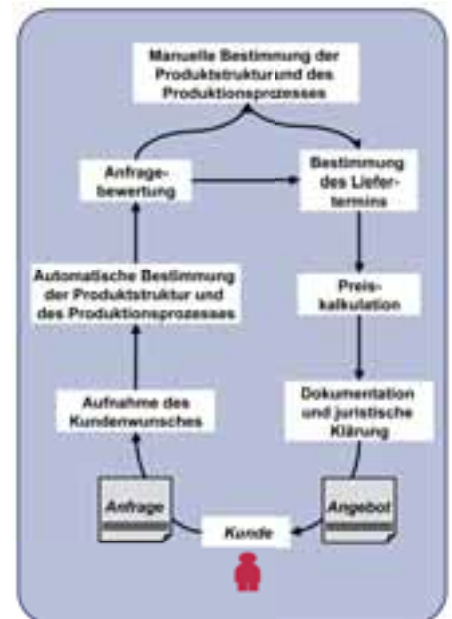 Manuelle Bestimmung der
Produktstruktur und des
Produktionsprozesses
Anfrage-
bewertung
Bestimmung
des Liefer-
termins
Automatische Bestimmung
der Produktstruktur und
des Produktionsprozesses
Preis-
kalkulation
Aufnahme des
Kundenwunsches
Dokumentation
und juristische
Klärung
Anfrage
Angebot
Kunde